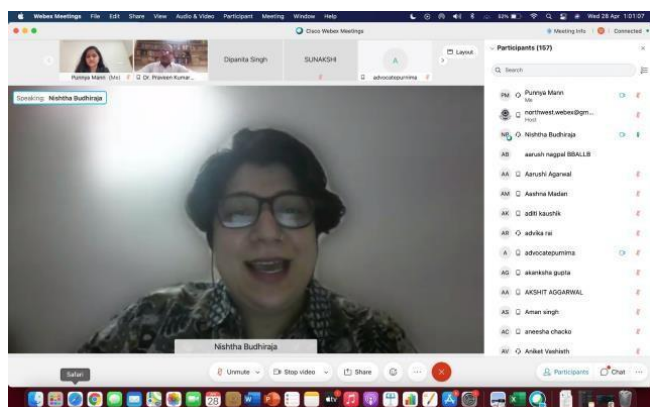 Webex Meetings File Edit Share View Audio & Video Participant Meeting Window Help
Wed 28 Apr 1:01:07
Cisco Webex Meetings
Meeting Info
Connected
Punnya Mann (Me)
Dr. Praveen Kumar...
Dipanita Singh
SUNAKSHI
A
advocatepurnima
Layout
Speaking: Nishtha Budhiraja
Nishtha Budhiraja
Participants (157)
Search
PM Punnya Mann
Me
northwest.webex@gm...
Host
NB Nishtha Budhiraja
AB aarush nagpal BBALLB
AA Aarushi Agarwal
AM Aashna Madan
AK aditi kaushik
AR advika rai
A advocatepurnima
AG akanksha gupta
AA AKSHIT AGGARWAL
AS Aman singh
AC aneesha chacko
AV Aniket Vashisth
Safari
Unmute
Stop video
Share
Participants
Chat
28
tv